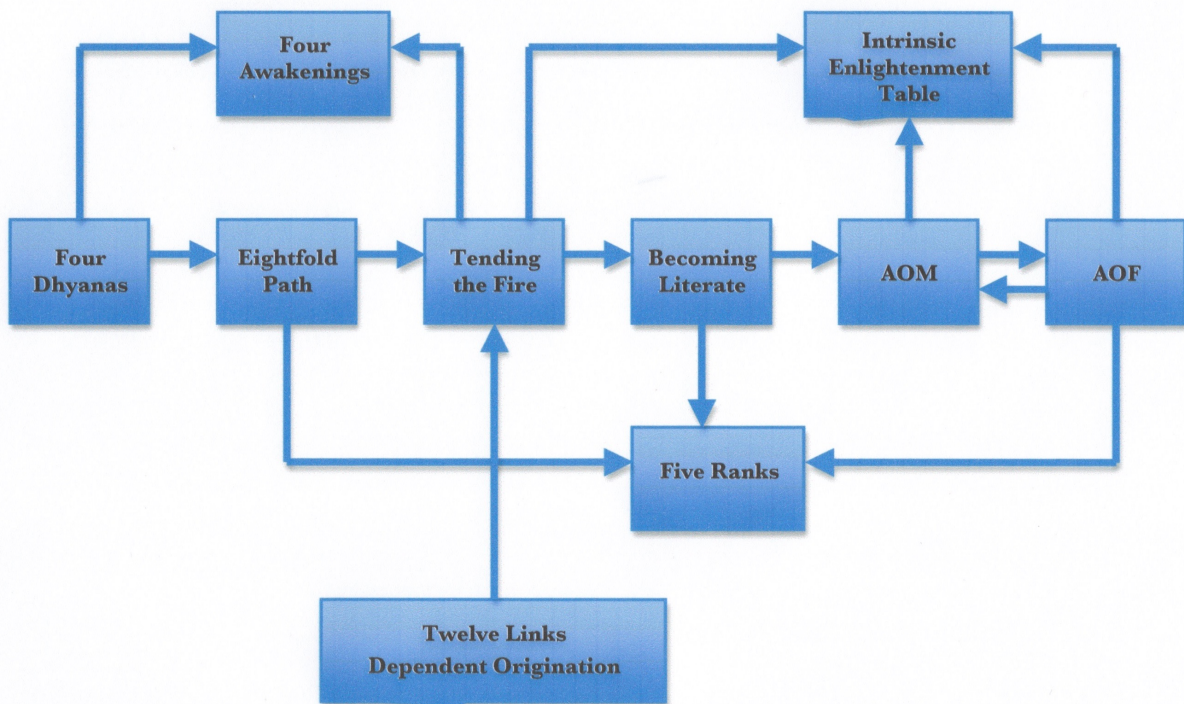 Four
Awakenings
Intrinsic
Enlightenment
Table
Four
Dhyanas
Eightfold
Path
Tending
the Fire
Becoming
Literate
AOM
AOF
Five Ranks
Twelve Links
Dependent Origination